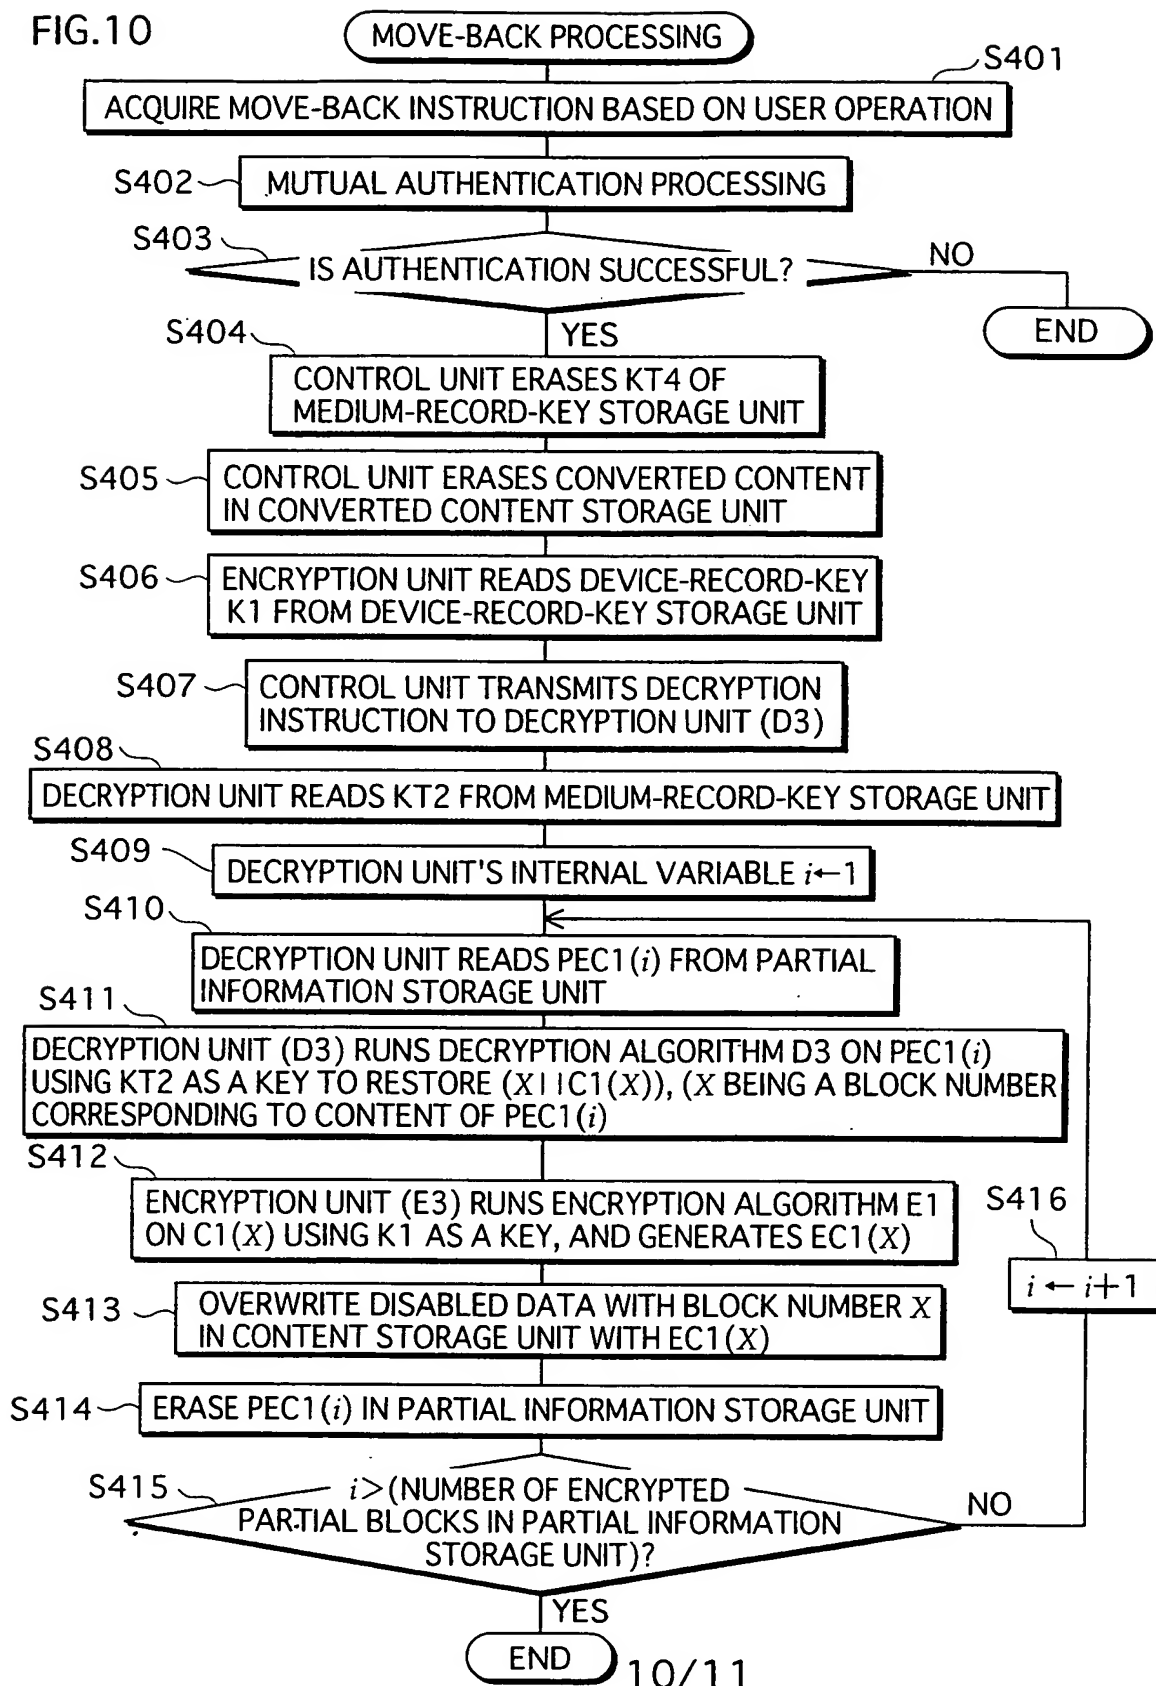 FIG.10
MOVE-BACK PROCESSING
S401
ACQUIRE MOVE-BACK INSTRUCTION BASED ON USER OPERATION
S402
MUTUAL AUTHENTICATION PROCESSING
S403
IS AUTHENTICATION SUCCESSFUL?
NO
END
YES
S404
CONTROL UNIT ERASES KT4 OF
MEDIUM-RECORD-KEY STORAGE UNIT
S405
CONTROL UNIT ERASES CONVERTED CONTENT
IN CONVERTED CONTENT STORAGE UNIT
S406
ENCRYPTION UNIT READS DEVICE-RECORD-KEY
K1 FROM DEVICE-RECORD-KEY STORAGE UNIT
S407
CONTROL UNIT TRANSMITS DECRYPTION
INSTRUCTION TO DECRYPTION UNIT (D3)
S408
DECRYPTION UNIT READS KT2 FROM MEDIUM-RECORD-KEY STORAGE UNIT
S409
DECRYPTION UNIT'S INTERNAL VARIABLE i←1
S410
DECRYPTION UNIT READS PEC1(i) FROM PARTIAL
INFORMATION STORAGE UNIT
S411
DECRYPTION UNIT (D3) RUNS DECRYPTION ALGORITHM D3 ON PEC1(i)
USING KT2 AS A KEY TO RESTORE (X||C1(X)), (X BEING A BLOCK NUMBER
CORRESPONDING TO CONTENT OF PEC1(i)
S412
ENCRYPTION UNIT (E3) RUNS ENCRYPTION ALGORITHM E1
ON C1(X) USING K1 AS A KEY, AND GENERATES EC1(X)
S416
i ← i+1
S413
OVERWRITE DISABLED DATA WITH BLOCK NUMBER X
IN CONTENT STORAGE UNIT WITH EC1(X)
S414
ERASE PEC1(i) IN PARTIAL INFORMATION STORAGE UNIT
S415
i>(NUMBER OF ENCRYPTED
PARTIAL BLOCKS IN PARTIAL INFORMATION
STORAGE UNIT)?
NO
YES
END
10/11